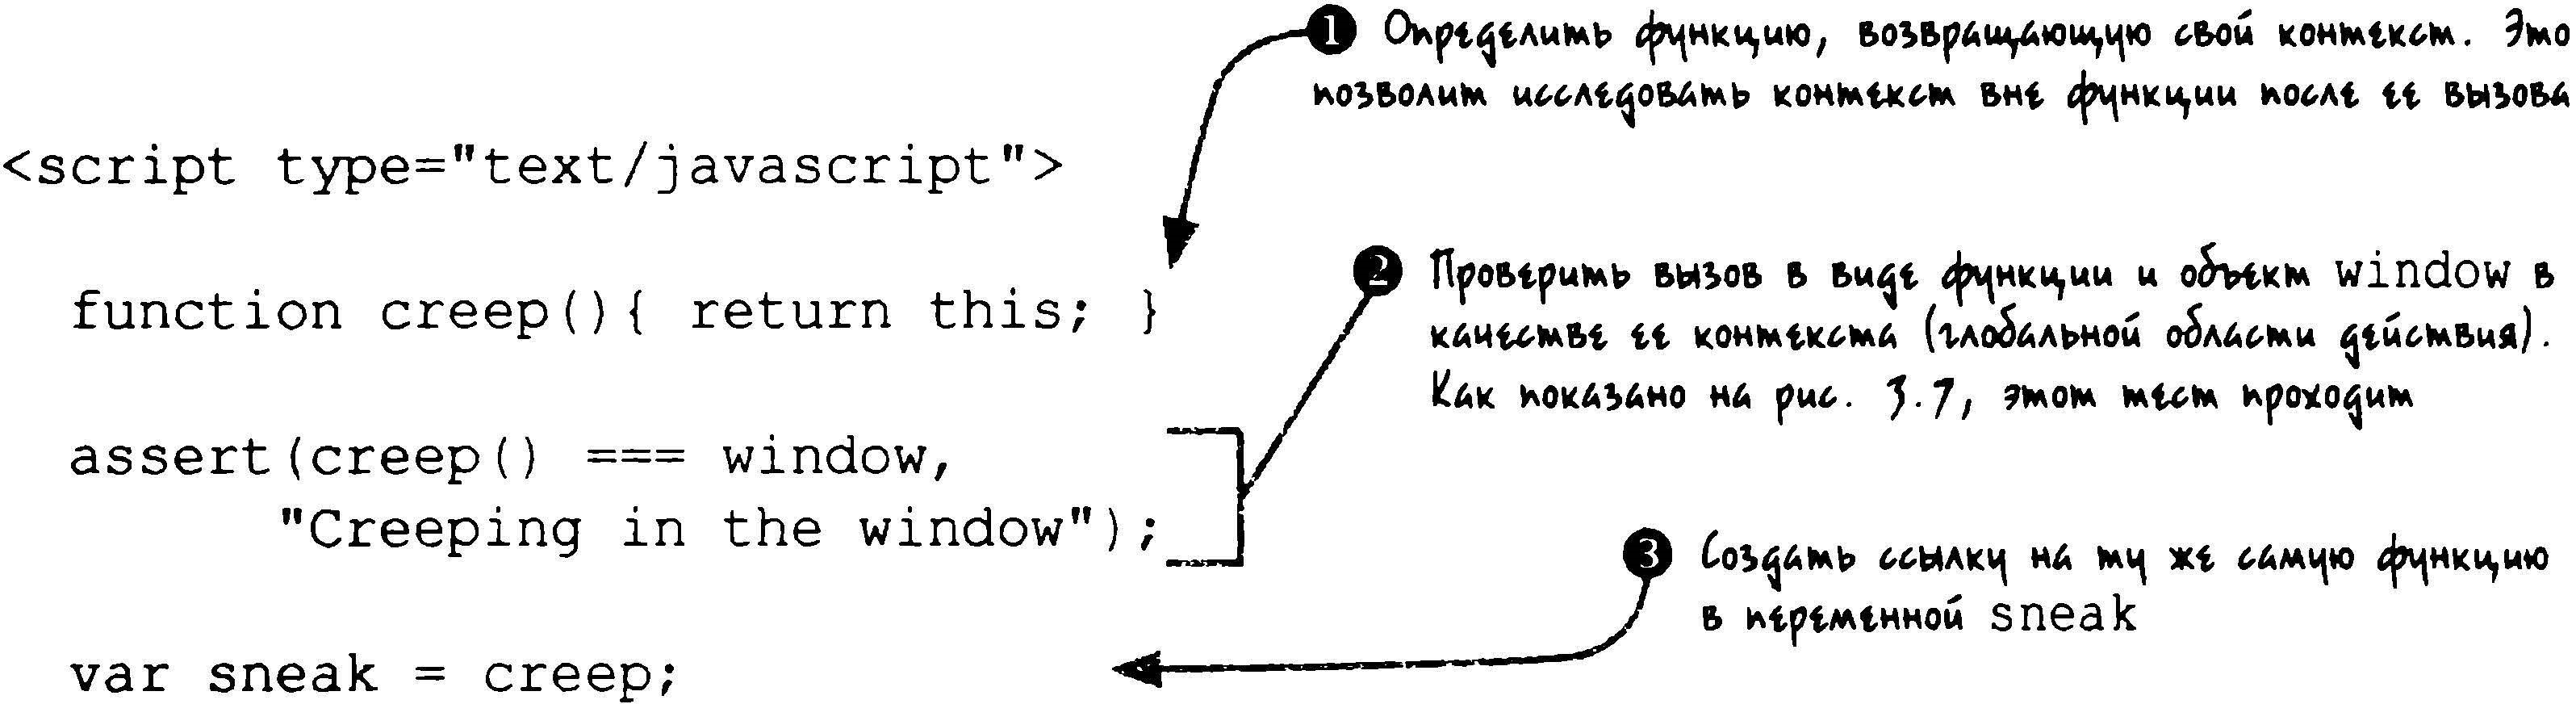 ❶ Определить функцию, возвращающую свой контекст. Это
позволит исследовать контекст вне функции после ее вызова
<script type="text/javascript">
function creep(){ return this; }
❷ Проверить вызов в виде функции и объект window в
качестве ее контекста (глобальной области действия).
Как показано на рис. 3.7, этот тест проходит
assert(creep() === window,
"Creeping in the window");
❸ Создать ссылку на ту же самую функцию
в переменной sneak
var sneak = creep;